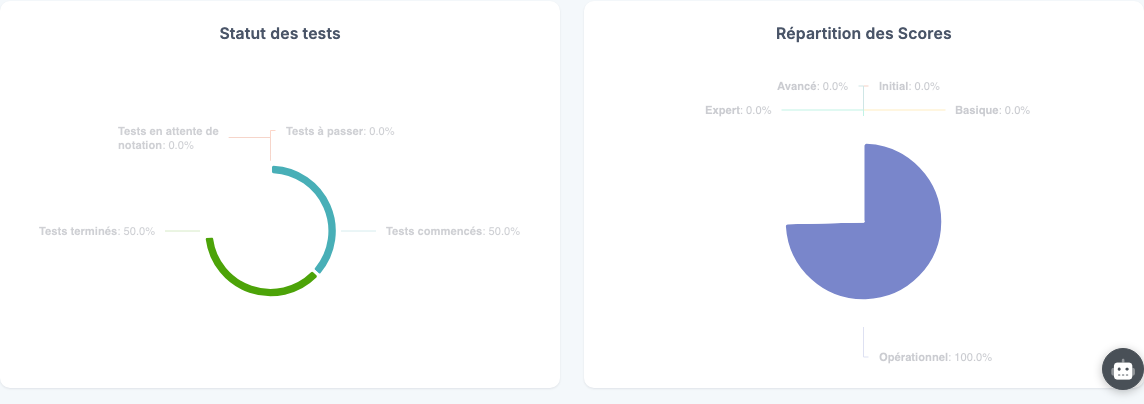 Statut des tests
Tests en attente de
notation: 0.0%
Tests à passer: 0.0%
Tests terminés: 50.0%
Tests commencés: 50.0%
Répartition des Scores
Avancé: 0.0%
Initial: 0.0%
Expert: 0.0%
Basique: 0.0%
Opérationnel: 100.0%